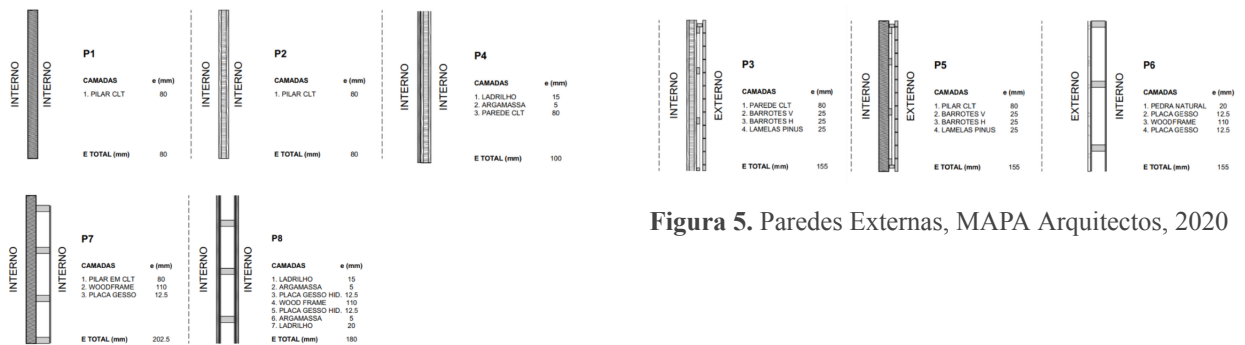 INTERNO
INTERNO
P1
CAMADAS e (mm)
1. PILAR CLT 80
E TOTAL (mm) 80
INTERNO
INTERNO
P2
CAMADAS e (mm)
1. PILAR CLT 80
E TOTAL (mm) 80
INTERNO
INTERNO
P4
CAMADAS e (mm)
1. LADRILHO 15
2. ARGAMASSA 5
3. PAREDE CLT 80
E TOTAL (mm) 100
INTERNO
EXTERNO
P3
CAMADAS e (mm)
1. PAREDE CLT 80
2. BARROTES V 25
3. BARROTES H 25
4. LAMELAS PINUS 25
E TOTAL (mm) 155
INTERNO
EXTERNO
P5
CAMADAS e (mm)
1. PILAR CLT 80
2. BARROTES V 25
3. BARROTES H 25
4. LAMELAS PINUS 25
E TOTAL (mm) 155
EXTERNO
INTERNO
P6
CAMADAS e (mm)
1. PEDRA NATURAL 20
2. PLACA GESSO 12.5
3. WOODFRAME 110
4. PLACA GESSO 12.5
E TOTAL (mm) 155
Figura 5. Paredes Externas, MAPA Arquitectos, 2020
INTERNO
INTERNO
P7
CAMADAS e (mm)
1. PILAR EM CLT 80
2. WOODFRAME 110
3. PLACA GESSO 12.5
E TOTAL (mm) 202.5
INTERNO
INTERNO
P8
CAMADAS e (mm)
1. LADRILHO 15
2. ARGAMASSA 5
3. PLACA GESSO HID. 12.5
4. WOOD FRAME 110
5. PLACA GESSO HID. 12.5
6. ARGAMASSA 5
7. LADRILHO 20
E TOTAL (mm) 180